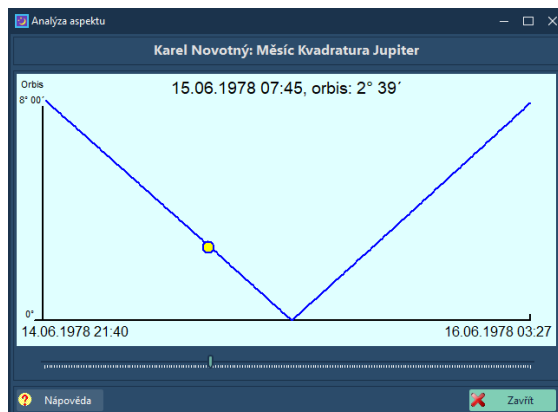 Analýza aspektu
Karel Novotný: Měsíc Kvadratura Jupiter
15.06.1978 07:45, orbis: 2° 39´
Orbis
8° 00´
0°
14.06.1978 21:40
16.06.1978 03:27
Nápověda
Zavřít